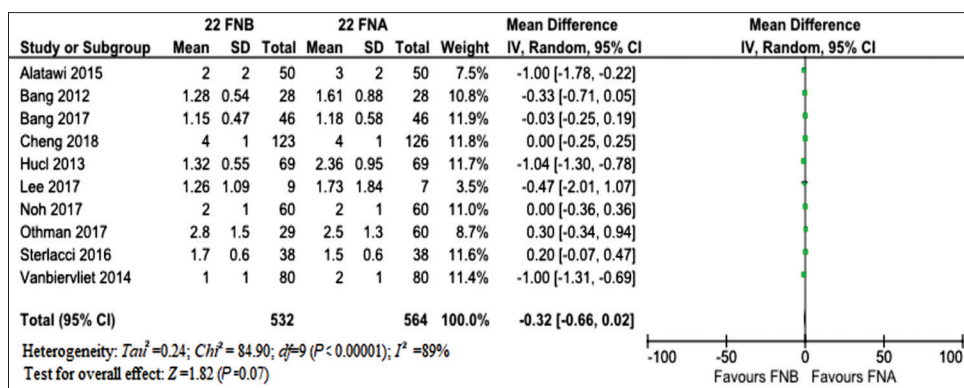 22 FNB 22 FNA Mean Difference Mean Difference
Study or Subgroup Mean SD Total Mean SD Total Weight IV, Random, 95% CI IV, Random, 95% CI
Alatawi 2015 2 2 50 3 2 50 7.5% -1.00 [-1.78, -0.22]
Bang 2012 1.28 0.54 28 1.61 0.88 28 10.8% -0.33 [-0.71, 0.05]
Bang 2017 1.15 0.47 46 1.18 0.58 46 11.9% -0.03 [-0.25, 0.19]
Cheng 2018 4 1 123 4 1 126 11.8% 0.00 [-0.25, 0.25]
Hucl 2013 1.32 0.55 69 2.36 0.95 69 11.7% -1.04 [-1.30, -0.78]
Lee 2017 1.26 1.09 9 1.73 1.84 7 3.5% -0.47 [-2.01, 1.07]
Noh 2017 2 1 60 2 1 60 11.0% 0.00 [-0.36, 0.36]
Othman 2017 2.8 1.5 29 2.5 1.3 60 8.7% 0.30 [-0.34, 0.94]
Sterlacci 2016 1.7 0.6 38 1.5 0.6 38 11.6% 0.20 [-0.07, 0.47]
Vanbiervliet 2014 1 1 80 2 1 80 11.4% -1.00 [-1.31, -0.69]
Total (95% CI) 532 564 100.0% -0.32 [-0.66, 0.02]
Heterogeneity: Tau² =0.24; Chi² = 84.90; df=9 (P < 0.00001); I² =89%
Test for overall effect: Z =1.82 (P =0.07)
-100 -50 0 50 100
Favours FNB Favours FNA